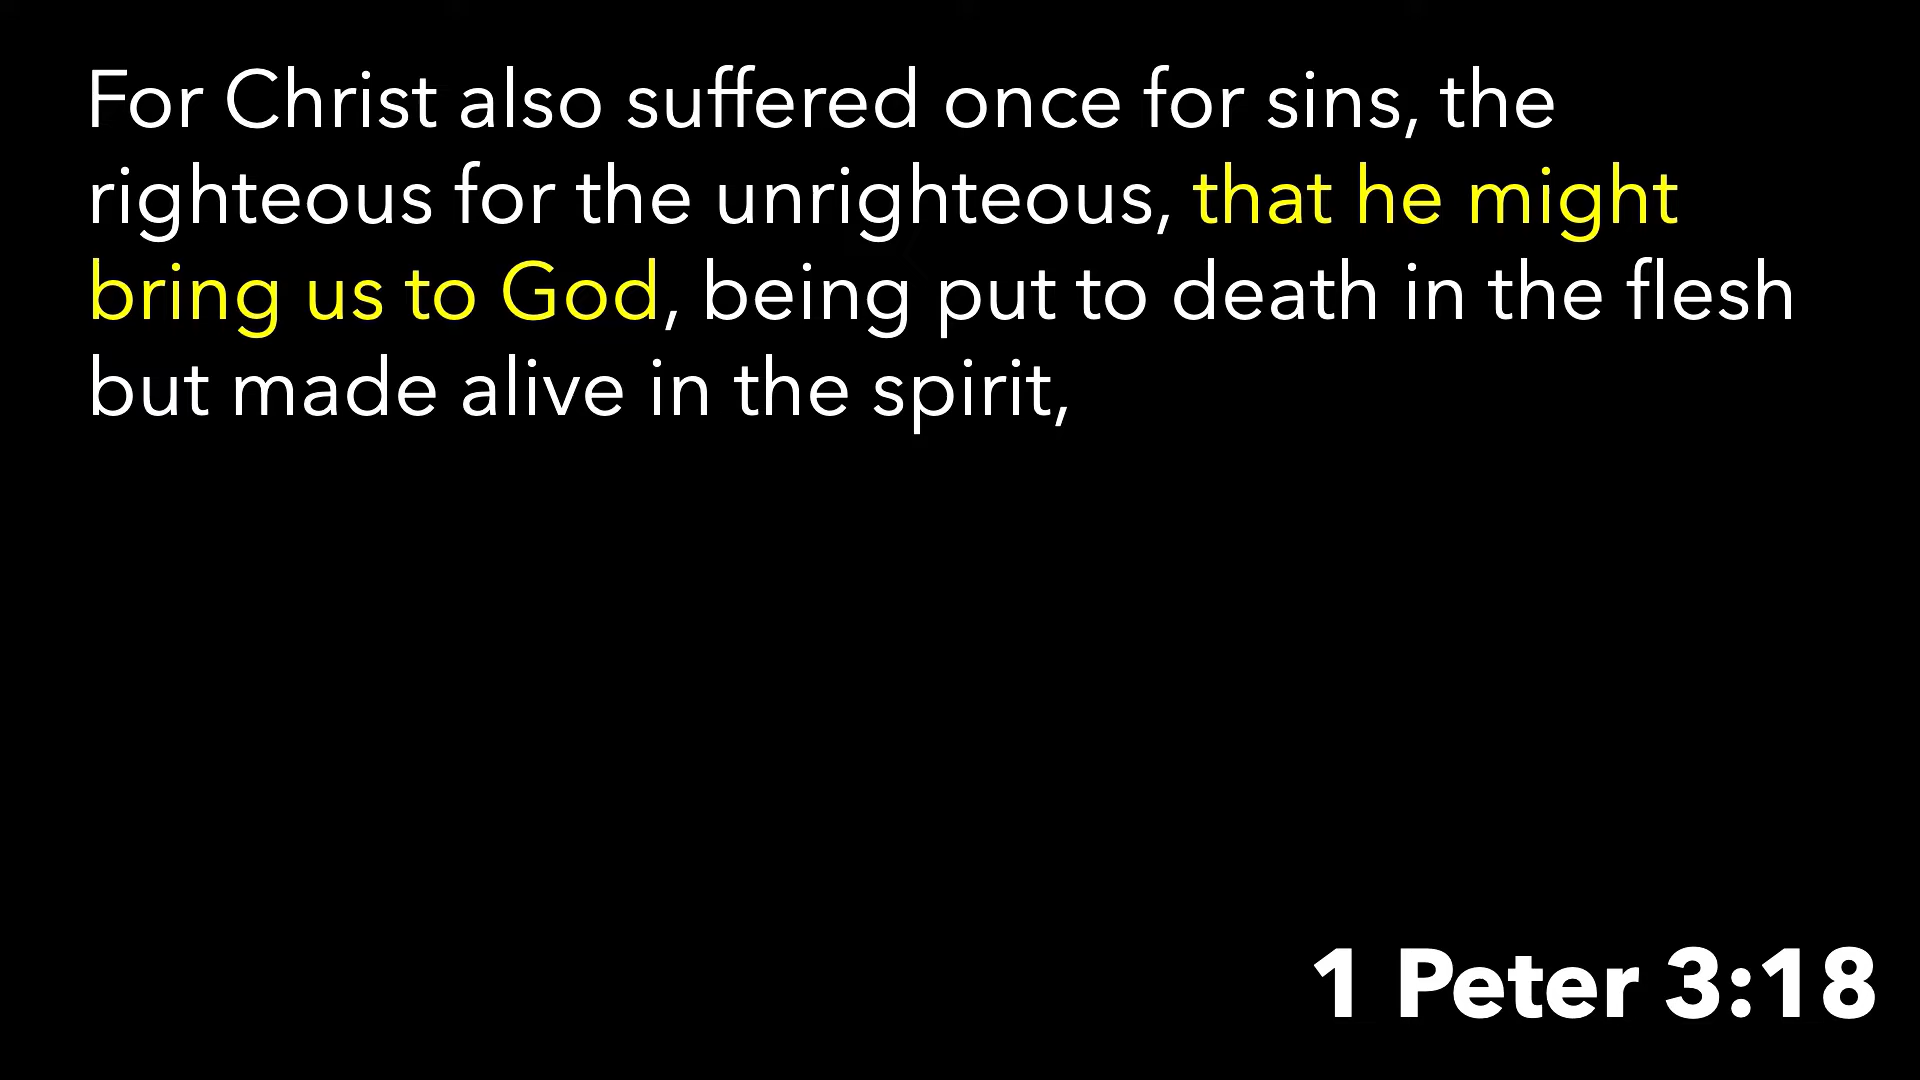 For Christ also suffered once for sins, the
righteous for the unrighteous, that he might
bring us to God, being put to death in the flesh
but made alive in the spirit,
1 Peter 3:18